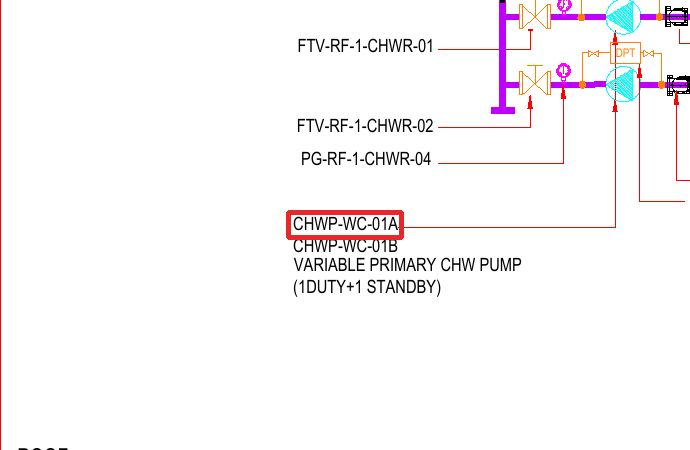 FTV-RF-1-CHWR-01
DPT
FTV-RF-1-CHWR-02
PG-RF-1-CHWR-04
CHWP-WC-01A
CHWP-WC-01B
VARIABLE PRIMARY CHW PUMP
(1DUTY+1 STANDBY)